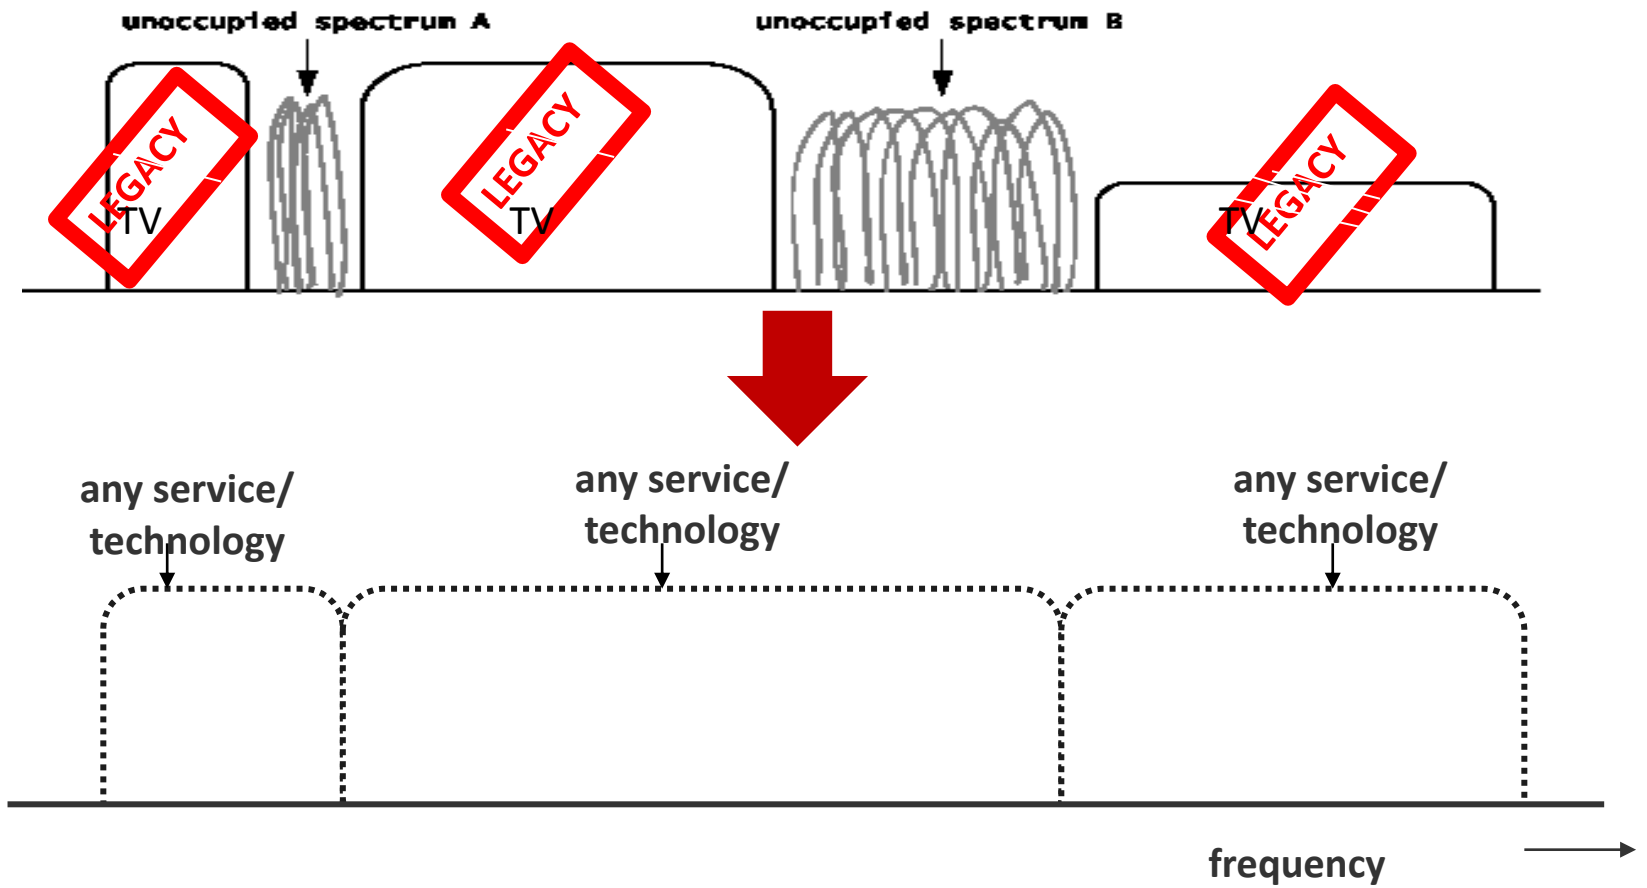 unoccupied spectrum A
unoccupied spectrum B
LEGACY
TV
LEGACY
TV
LEGACY
TV
any service/
technology
any service/
technology
any service/
technology
frequency